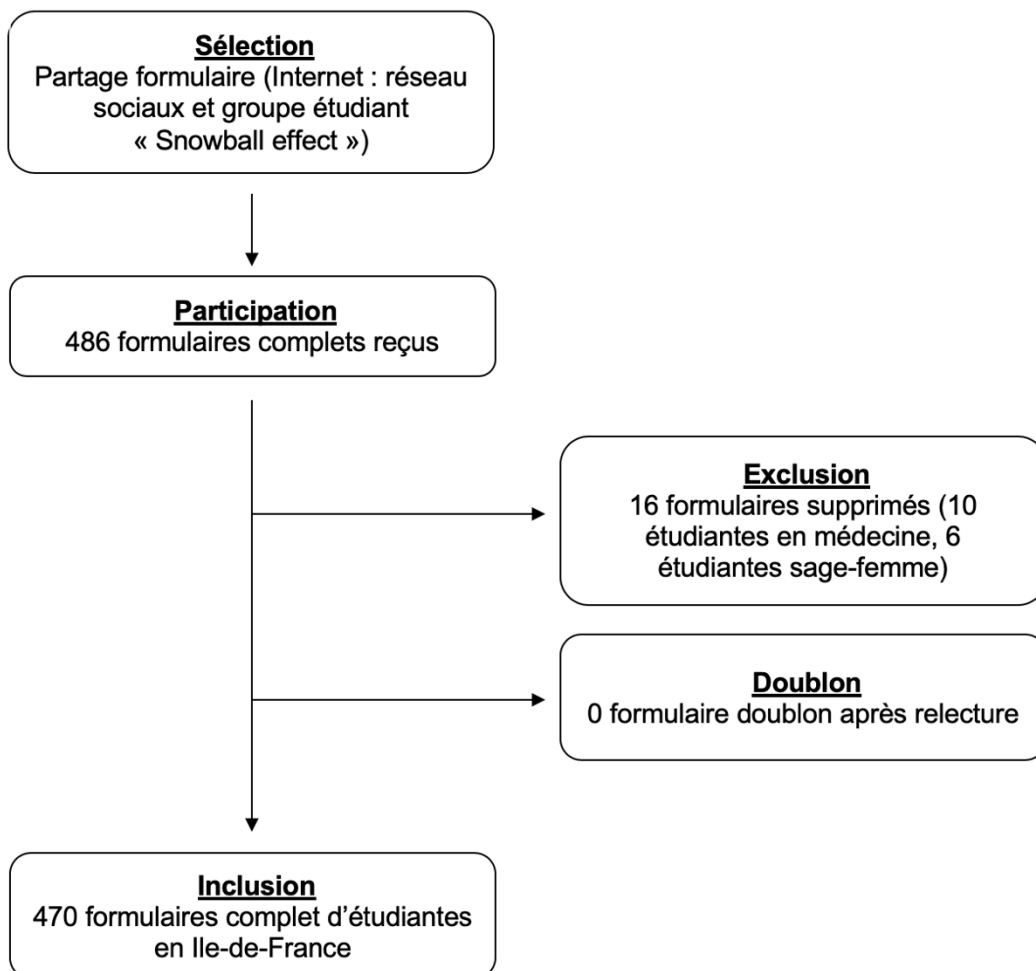 Sélection
Partage formulaire (Internet : réseau
sociaux et groupe étudiant
« Snowball effect »)
Participation
486 formulaires complets reçus
Exclusion
16 formulaires supprimés (10
étudiantes en médecine, 6
étudiantes sage-femme)
Doublon
0 formulaire doublon après relecture
Inclusion
470 formulaires complet d'étudiantes
en Ile-de-France